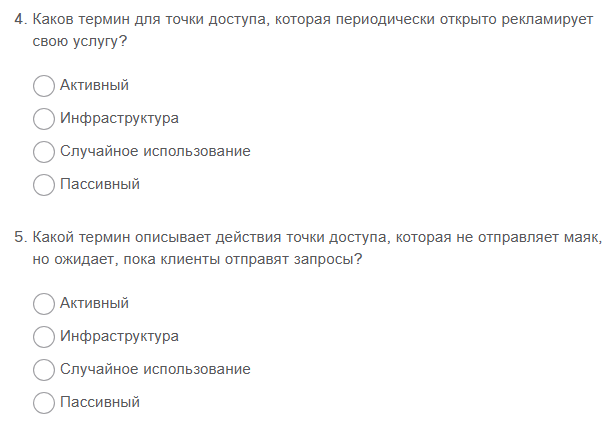 4. Каков термин для точки доступа, которая периодически открыто рекламирует
свою услугу?
Активный
Инфраструктура
Случайное использование
Пассивный
5. Какой термин описывает действия точки доступа, которая не отправляет маяк,
но ожидает, пока клиенты отправят запросы?
Активный
Инфраструктура
Случайное использование
Пассивный